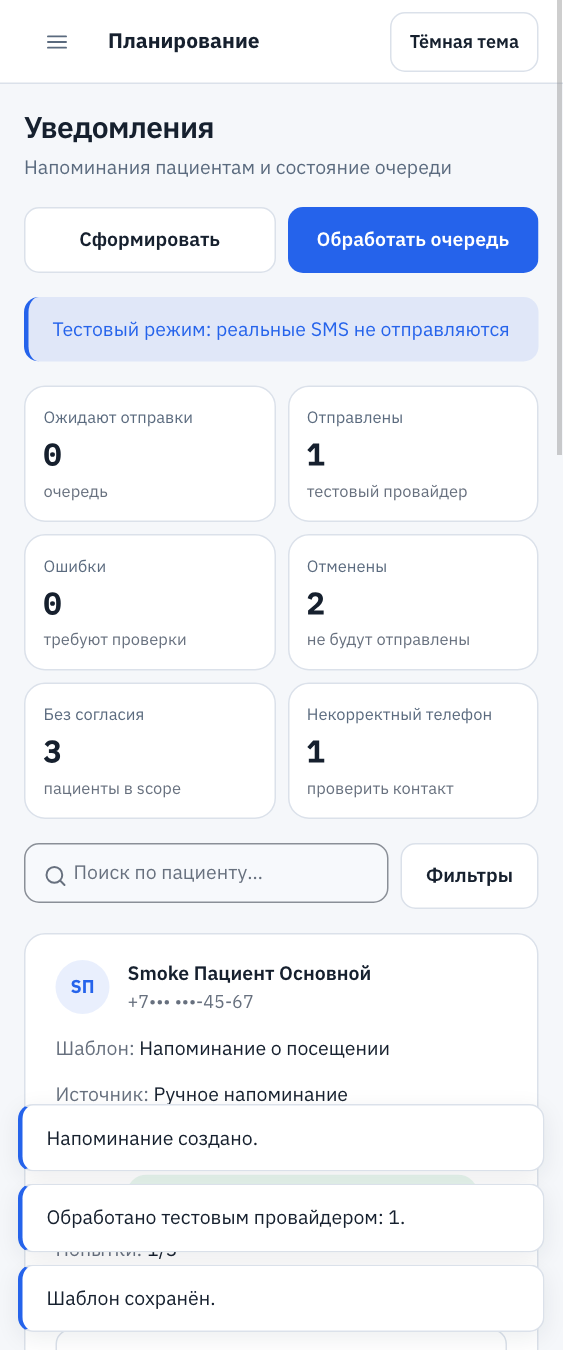 Планирование
Тёмная тема
Уведомления
Напоминания пациентам и состояние очереди
Сформировать
Обработать очередь
Тестовый режим: реальные SMS не отправляются
Ожидают отправки
0
очередь
Отправлены
1
тестовый провайдер
Ошибки
0
требуют проверки
Отменены
2
не будут отправлены
Без согласия
3
пациенты в scope
Некорректный телефон
1
проверить контакт
Поиск по пациенту...
Фильтры
SП
Smoke Пациент Основной
+7••• •••-45-67
Шаблон: Напоминание о посещении
Источник: Ручное напоминание
Напоминание создано.
Обработано тестовым провайдером: 1.
Попытки: 1/3
Шаблон сохранён.